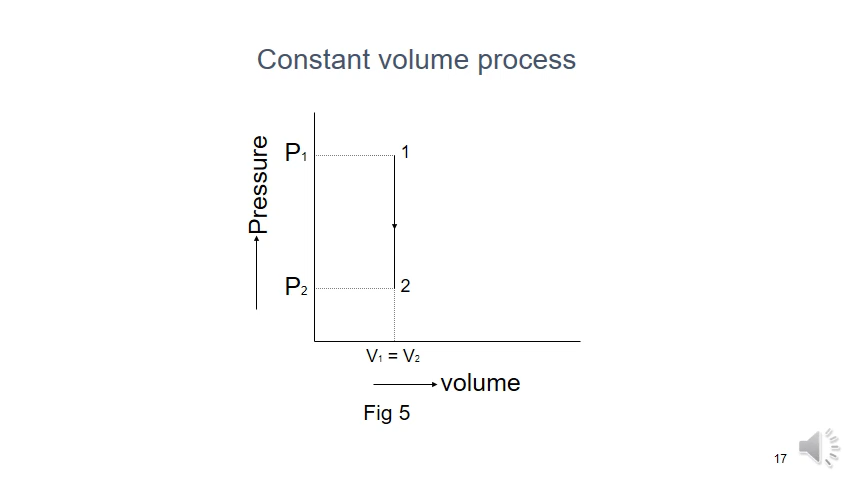 Constant volume process
Pressure
P₁
1
P₂
2
V₁ = V₂
volume
Fig 5
17